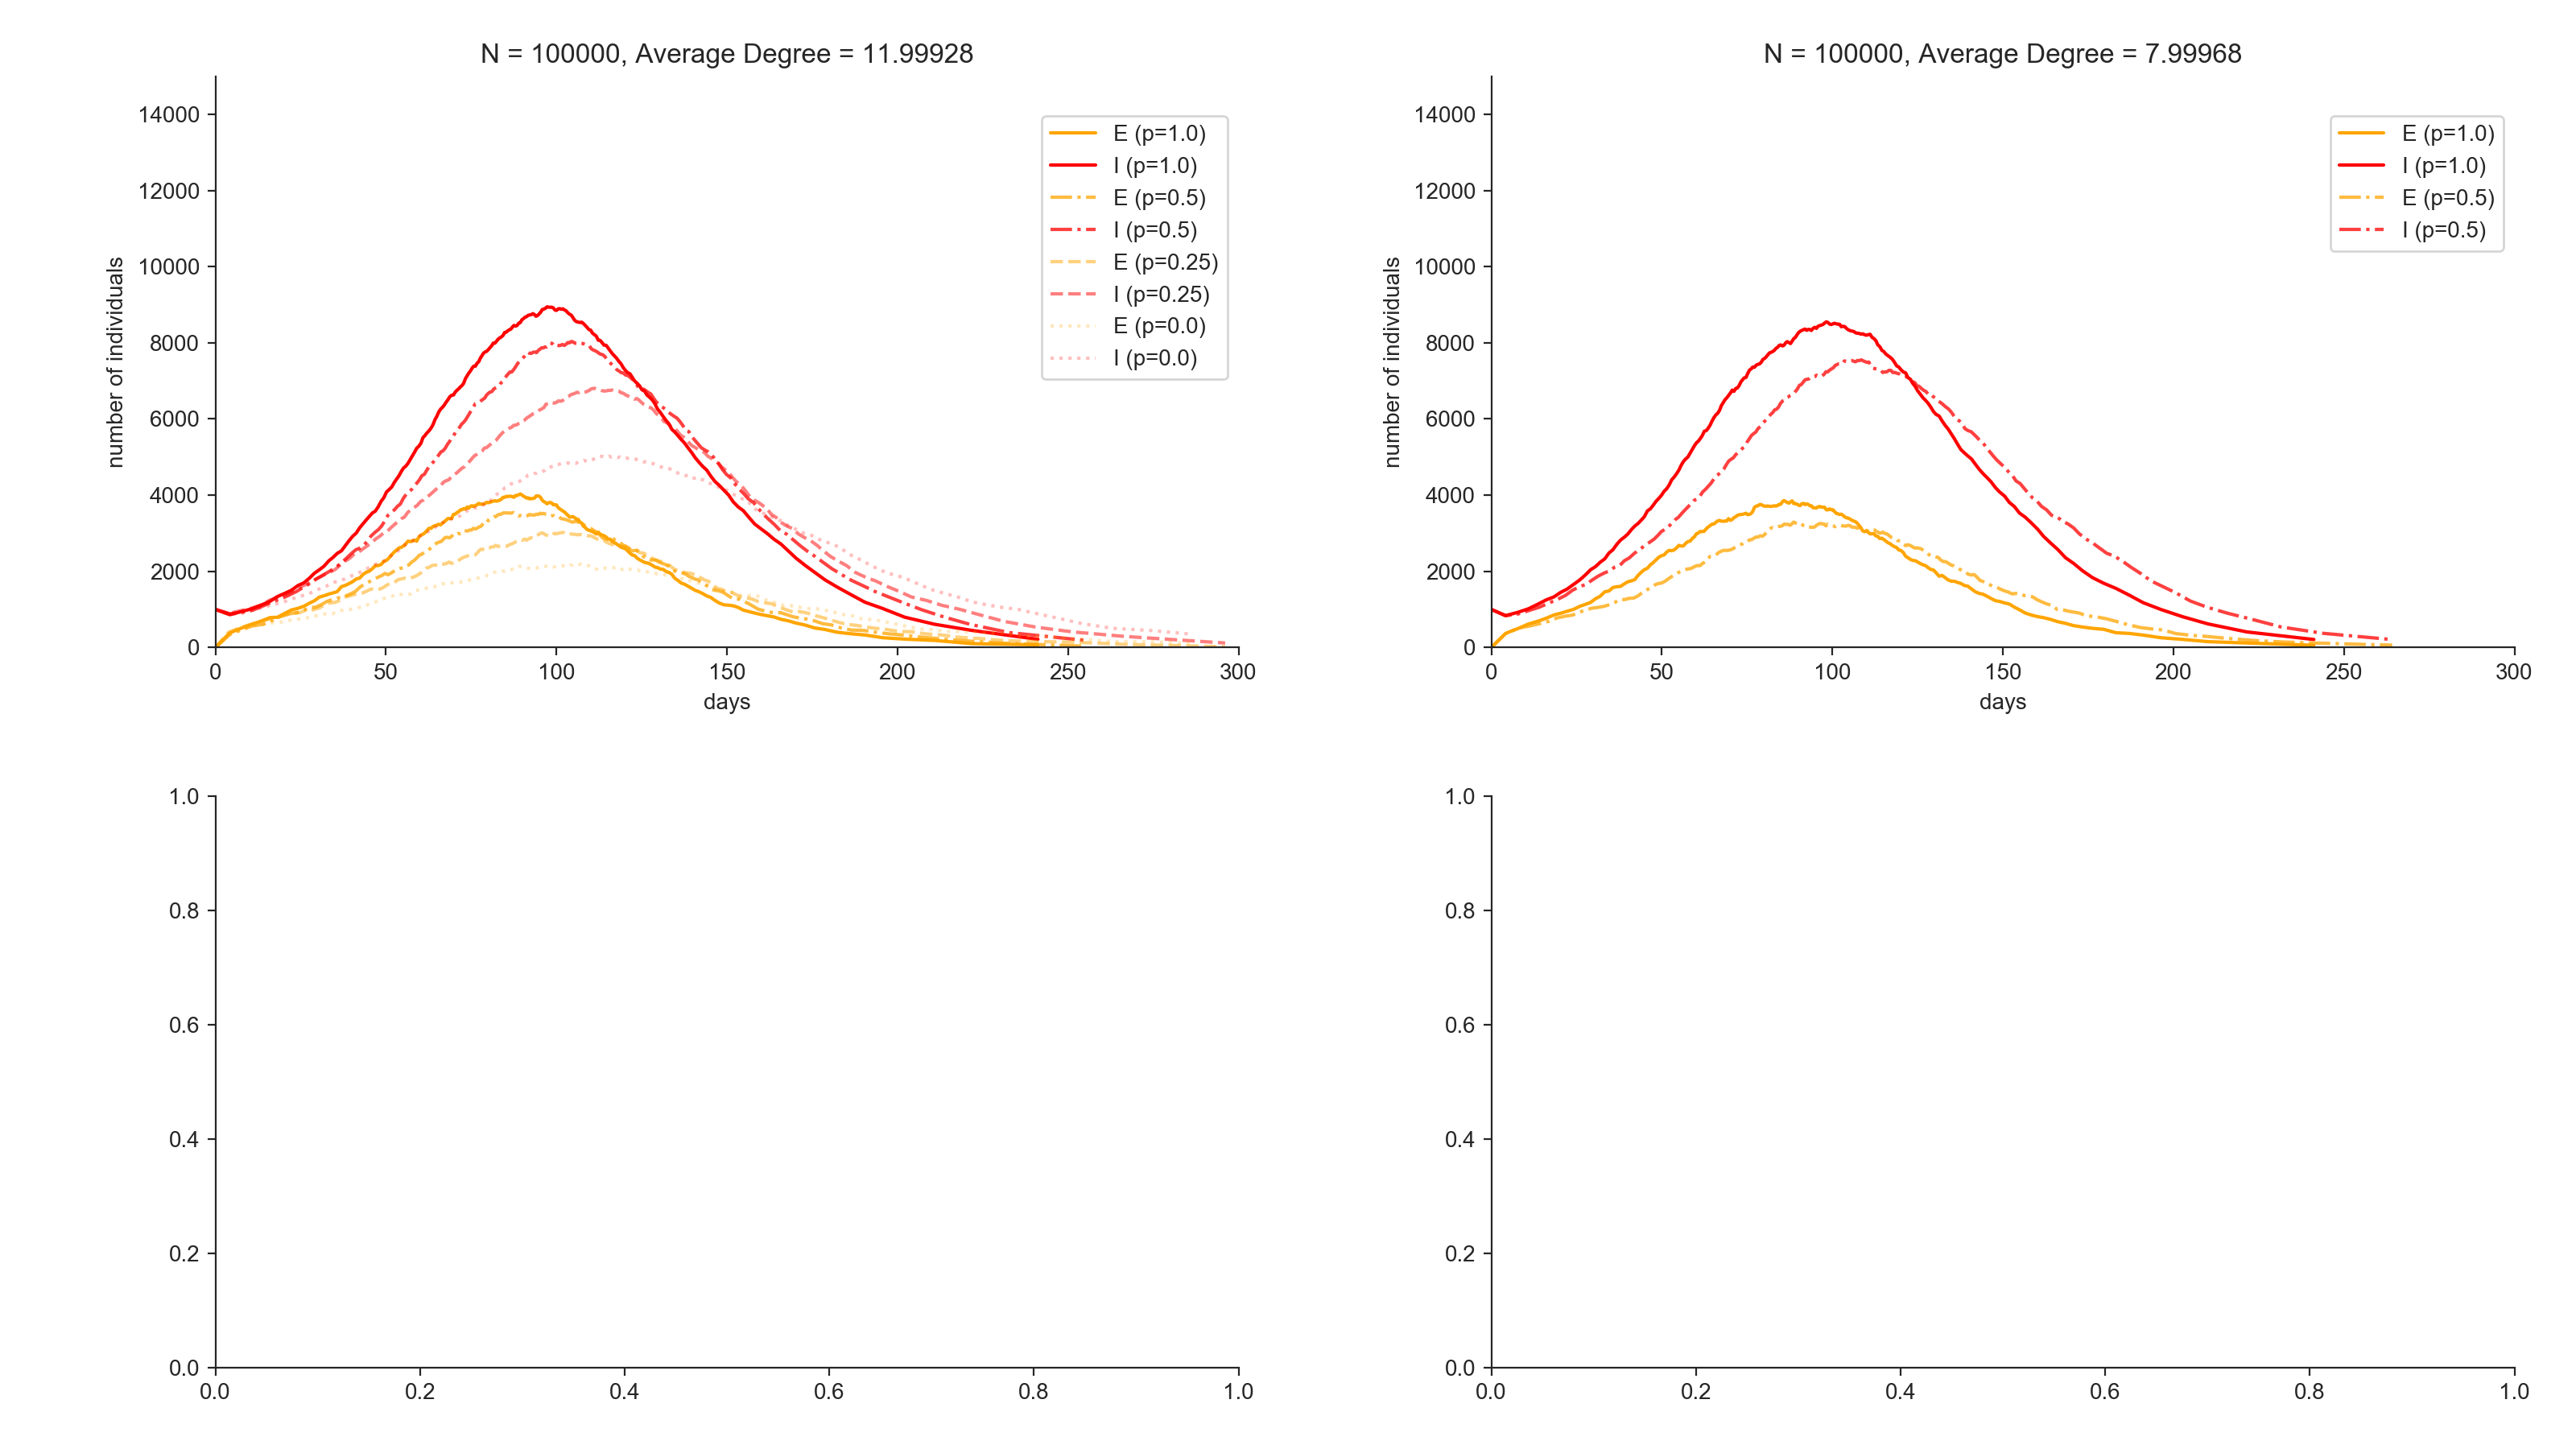 N = 100000, Average Degree = 11.99928
number of individuals
14000
12000
10000
8000
6000
4000
2000
0
E (p=1.0)
I (p=1.0)
E (p=0.5)
I (p=0.5)
E (p=0.25)
I (p=0.25)
E (p=0.0)
I (p=0.0)
0 50 100 150 200 250 300
days
N = 100000, Average Degree = 7.99968
number of individuals
14000
12000
10000
8000
6000
4000
2000
0
E (p=1.0)
I (p=1.0)
E (p=0.5)
I (p=0.5)
0 50 100 150 200 250 300
days
1.0
0.8
0.6
0.4
0.2
0.0
0.0 0.2 0.4 0.6 0.8 1.0
1.0
0.8
0.6
0.4
0.2
0.0
0.0 0.2 0.4 0.6 0.8 1.0